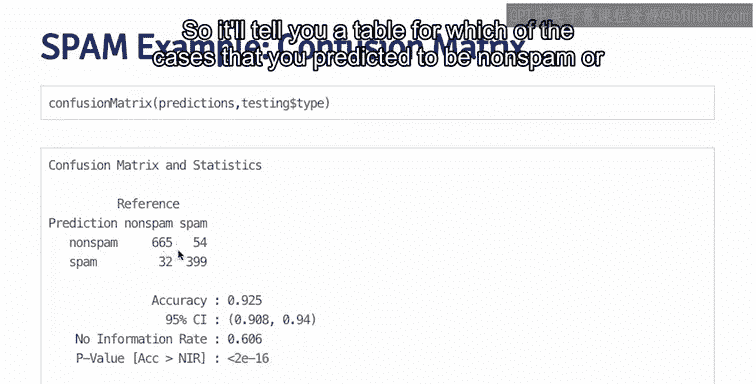 SPAM Example: Confusion Matrix
So it'll tell you a table for which of the
cases that you predicted to be nonspam or
confusionMatrix(predictions,testing$type)
Confusion Matrix and Statistics
Reference
Prediction nonspam spam
nonspam 665 54
spam 32 399
Accuracy : 0.925
95% CI : (0.908, 0.94)
No Information Rate : 0.606
P-Value [Acc > NIR] : <2e-16